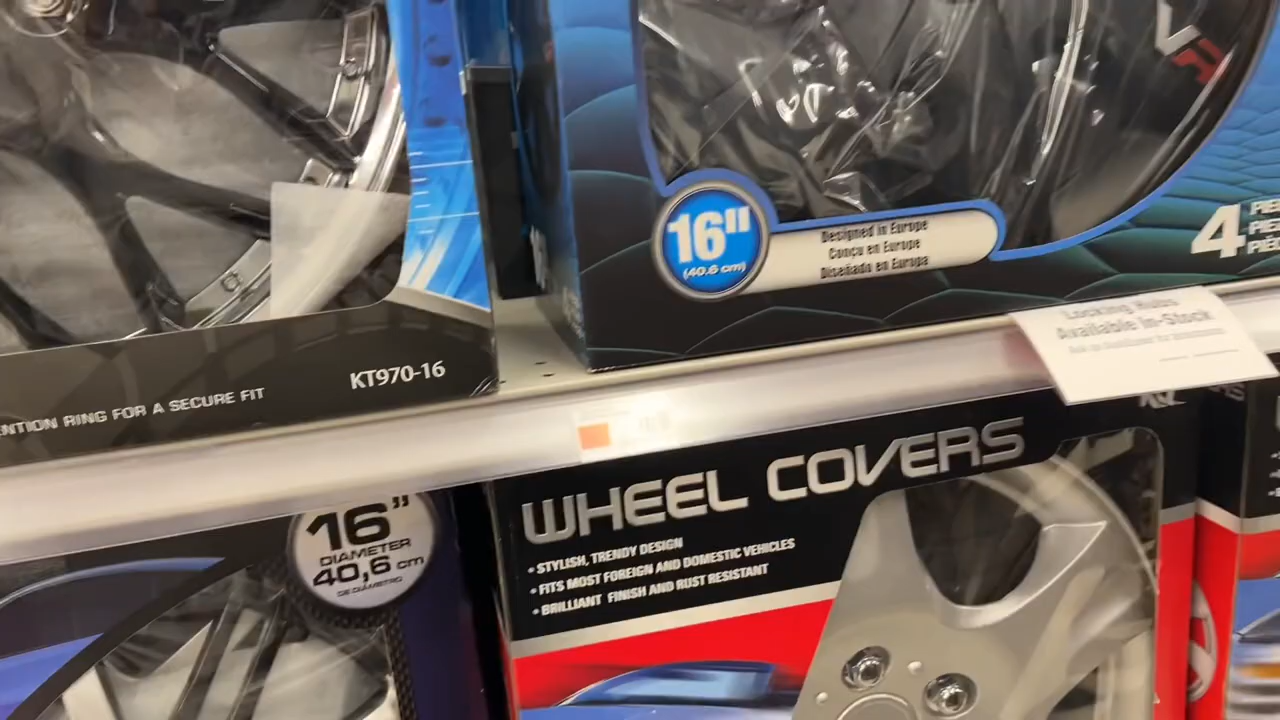 16"
(40.6 cm)
Designed in Europe
Conçu en Europe
Diseñado en Europa
4
KT970-16
NTION RING FOR A SECURE FIT
Locking Hubs
Available In-Stock
16"
DIAMETER
40,6 cm
WHEEL COVERS
• STYLISH, TRENDY DESIGN
• FITS MOST FOREIGN AND DOMESTIC VEHICLES
• BRILLIANT FINISH AND RUST RESISTANT